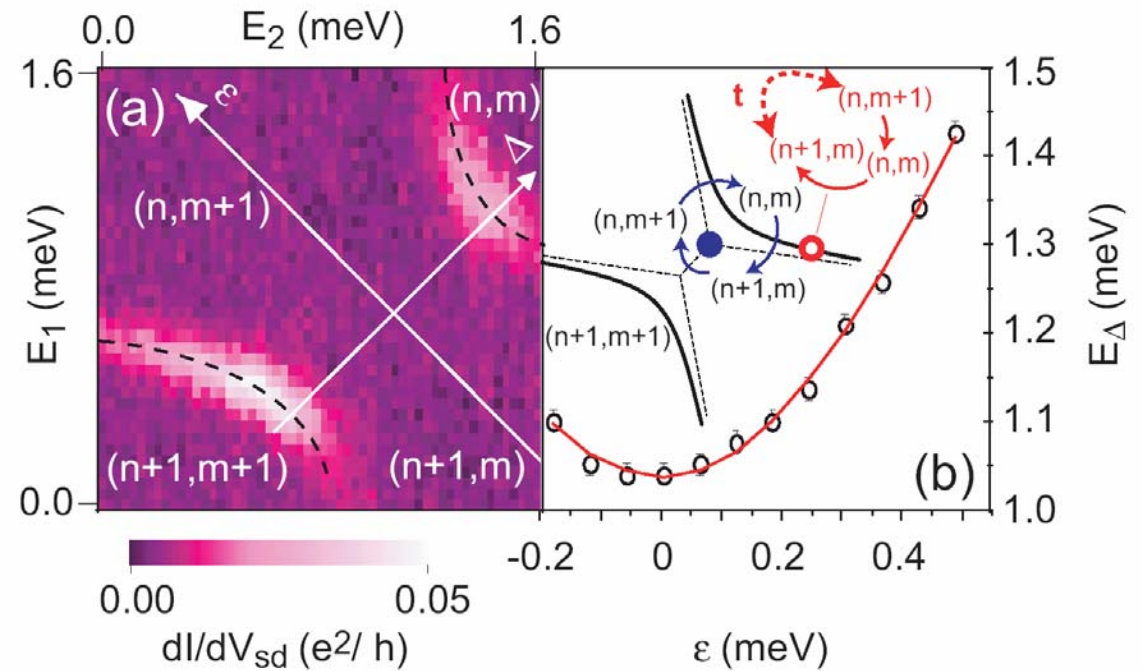 0.0 E₂ (meV) 1.6
1.6
E₁ (meV)
0.0
(a)
ε
(n,m)
Δ
(n,m+1)
(n+1,m+1)
(n+1,m)
0.00 0.05
dI/dVsd (e²/ h)
t
(n,m+1)
(n+1,m)
(n,m)
(n,m)
(n,m+1)
(n+1,m)
(n+1,m+1)
(b)
1.5
1.4
1.3
1.2
1.1
1.0
EΔ (meV)
-0.2 0 0.2 0.4
ε (meV)